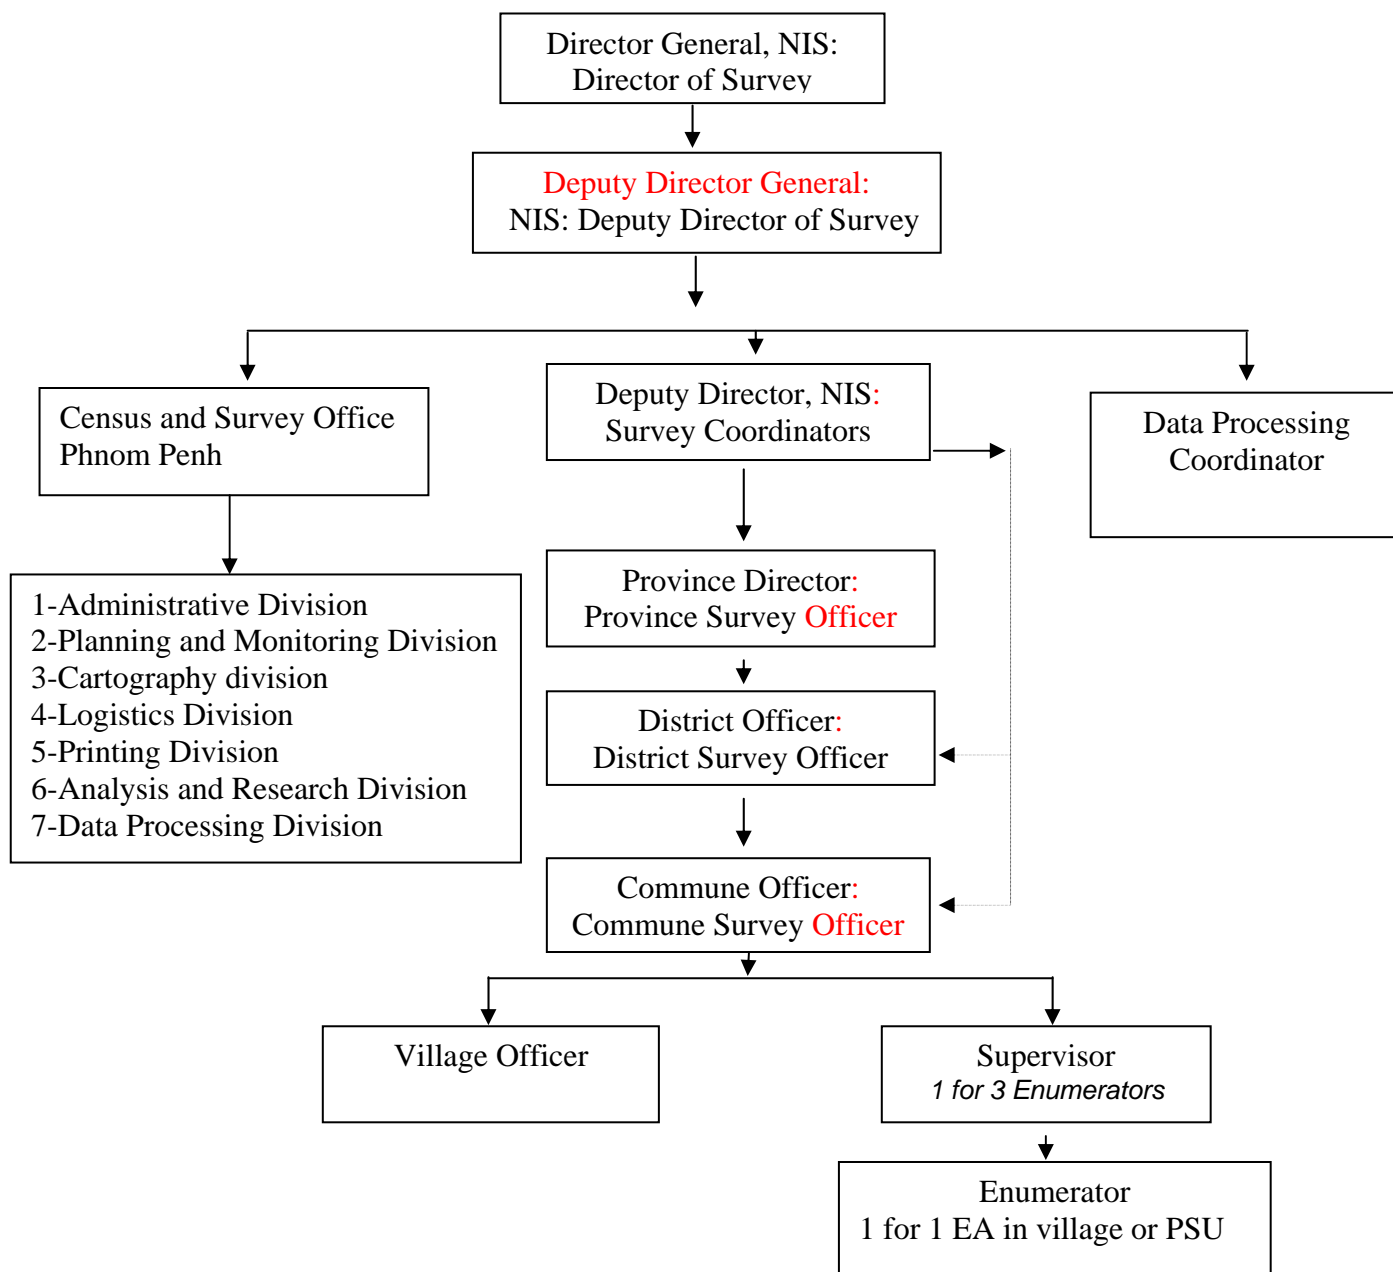 Director General, NIS:
Director of Survey
Deputy Director General:
NIS: Deputy Director of Survey
Census and Survey Office
Phnom Penh
Deputy Director, NIS:
Survey Coordinators
Data Processing
Coordinator
1-Administrative Division
2-Planning and Monitoring Division
3-Cartography division
4-Logistics Division
5-Printing Division
6-Analysis and Research Division
7-Data Processing Division
Province Director:
Province Survey Officer
District Officer:
District Survey Officer
Commune Officer:
Commune Survey Officer
Village Officer
Supervisor
1 for 3 Enumerators
Enumerator
1 for 1 EA in village or PSU